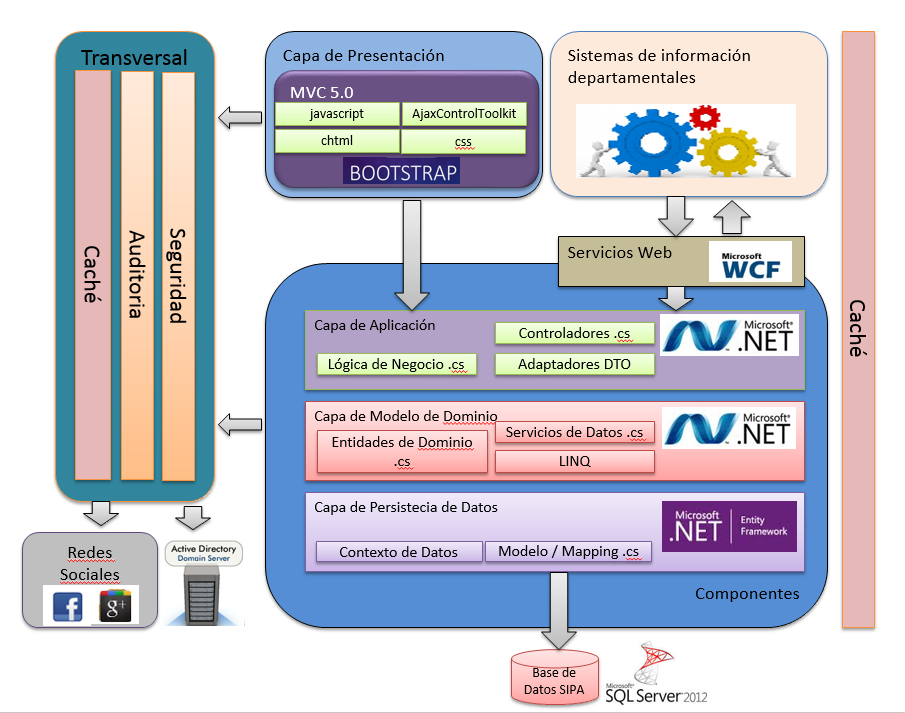 Transversal
Caché
Auditoria
Seguridad
Capa de Presentación
MVC 5.0
javascript
AjaxControlToolkit
chtml
css
BOOTSTRAP
Sistemas de información
departamentales
Servicios Web
Microsoft
WCF
Caché
Capa de Aplicación
Controladores .cs
Lógica de Negocio .cs
Adaptadores DTO
Microsoft®
.NET
Capa de Modelo de Dominio
Entidades de Dominio
.cs
Servicios de Datos .cs
LINQ
Microsoft®
.NET
Capa de Persistecia de Datos
Contexto de Datos
Modelo / Mapping .cs
Microsoft®
.NET
Entity
Framework
Componentes
Redes
Sociales
f
g+
Active Directory
Domain Server
Base de
Datos SIPA
Microsoft®
SQL Server 2012